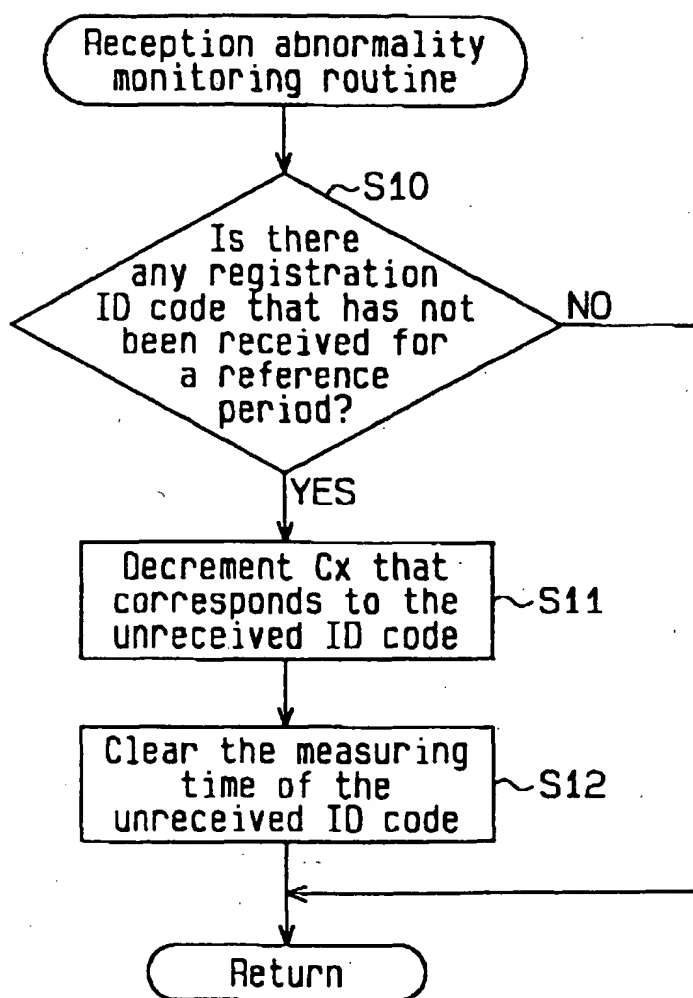 Reception abnormality
monitoring routine
S10
Is there
any registration
ID code that has not
been received for
a reference
period?
NO
YES
Decrement Cx that
corresponds to the
unreceived ID code
S11
Clear the measuring
time of the
unreceived ID code
S12
Return